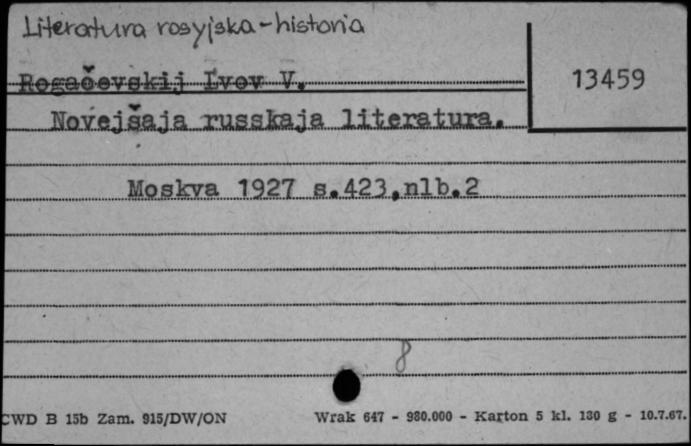 Literatura rosyjska - historia
Rogačevskij Lvov V.
13459
Novejšaja russkaja literatura.
Moskva 1927 s.423,nlb.2
8
CWD B 15b Zam. 915/DW/ON
Wrak 647 - 980.000 - Karton 5 kl. 130 g - 10.7.67.